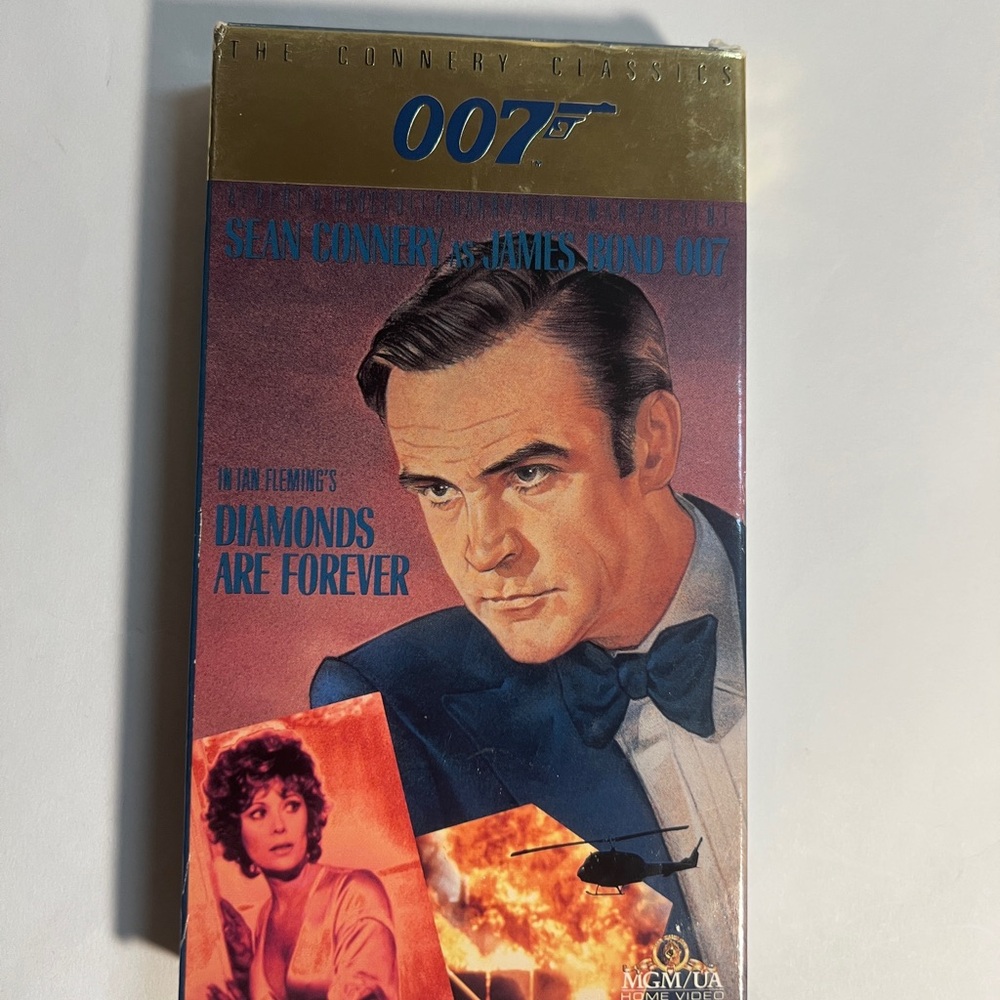 THE CONNERY CLASSICS
007
TM
SEAN CONNERY AS JAMES BOND 007
IN IAN FLEMING'S
DIAMONDS
ARE FOREVER
MGM/UA
HOME VIDEO